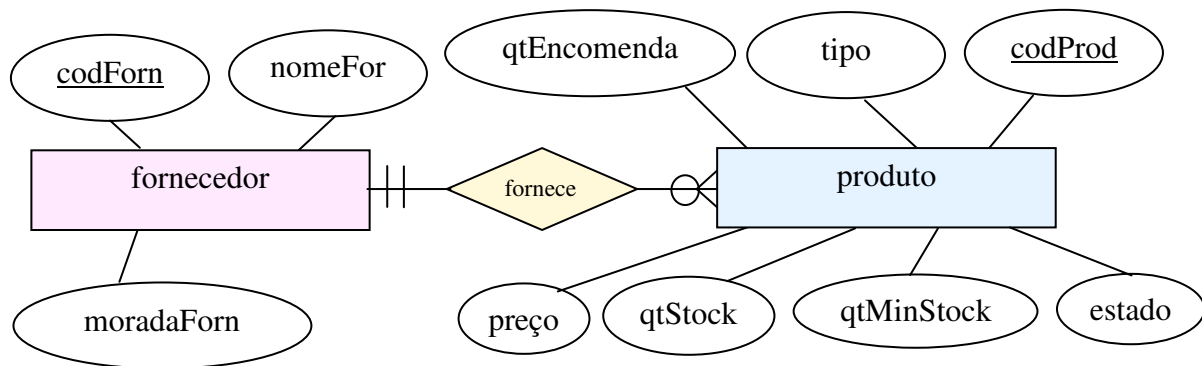 qtEncomenda
tipo
codProd
codForn
nomeFor
fornecedor
fornece
produto
moradaForn
preço
qtStock
qtMinStock
estado